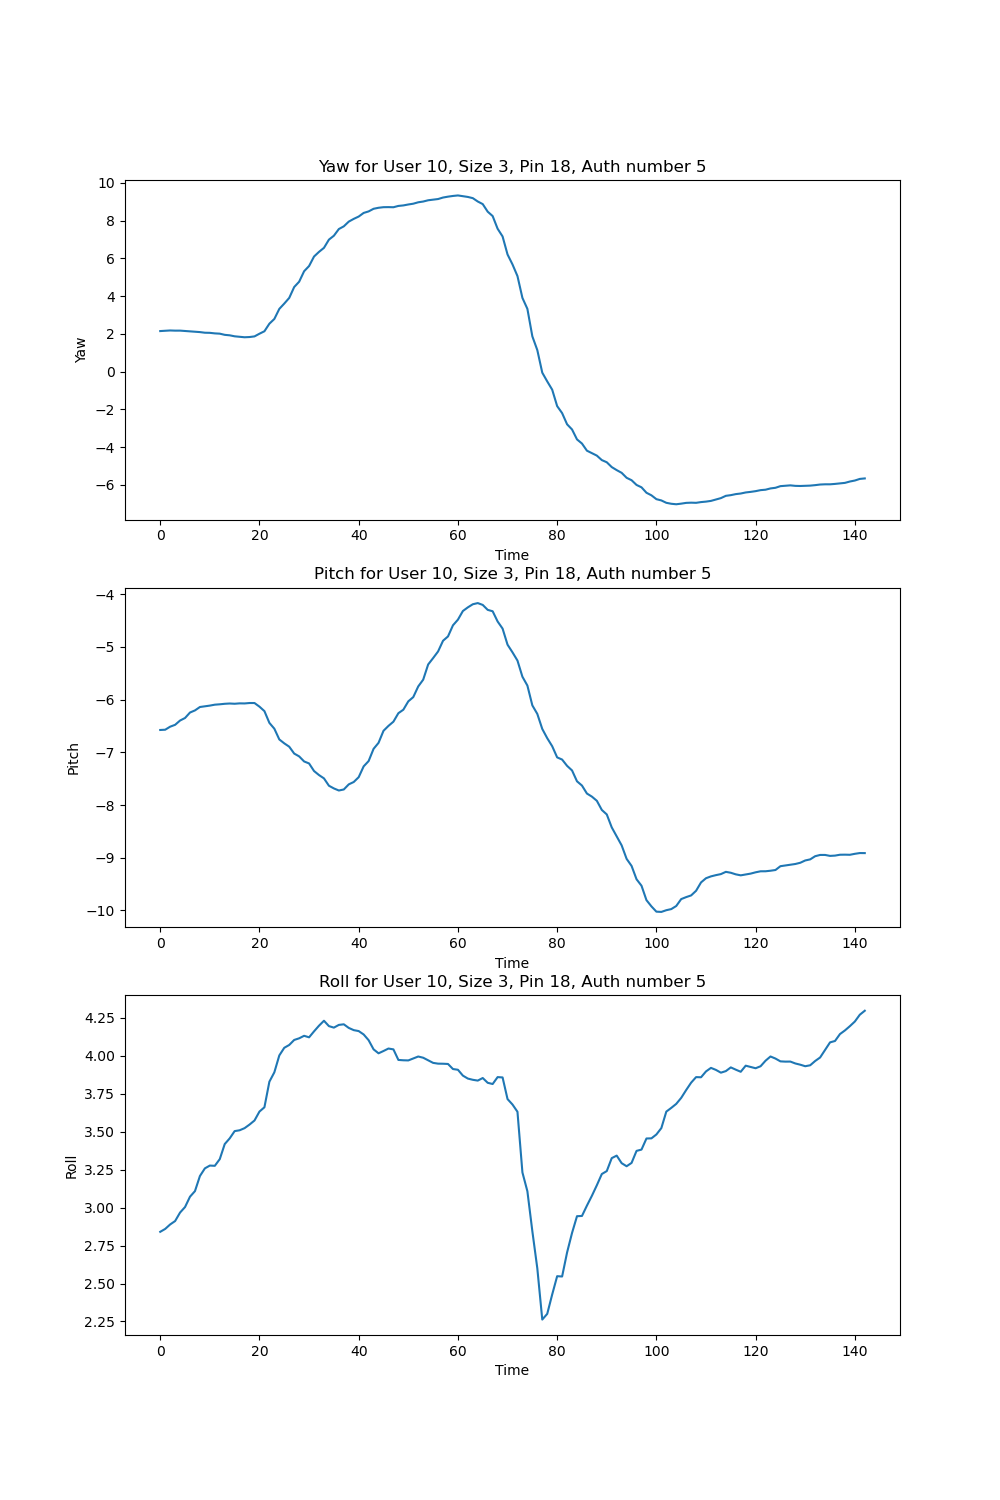 Yaw for User 10, Size 3, Pin 18, Auth number 5
10
8
6
4
2
0
−2
−4
−6
Yaw
0 20 40 60 80 100 120 140
Time
Pitch for User 10, Size 3, Pin 18, Auth number 5
−4
−5
−6
−7
−8
−9
−10
Pitch
0 20 40 60 80 100 120 140
Time
Roll for User 10, Size 3, Pin 18, Auth number 5
4.25
4.00
3.75
3.50
3.25
3.00
2.75
2.50
2.25
Roll
0 20 40 60 80 100 120 140
Time